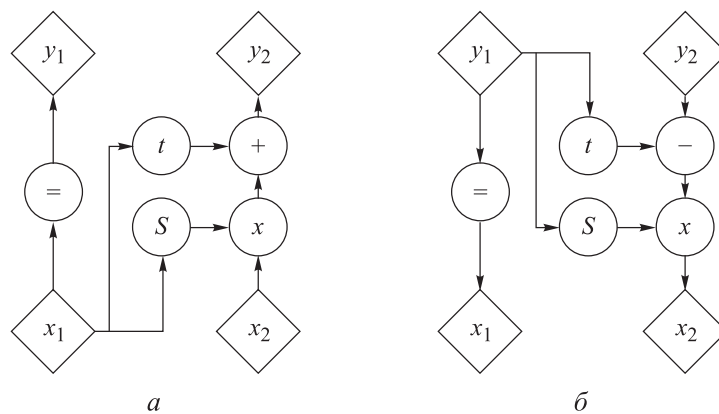 y₁ y₂ y₁ y₂
t + t −
= =
S x S x
x₁ x₂ x₁ x₂
а б